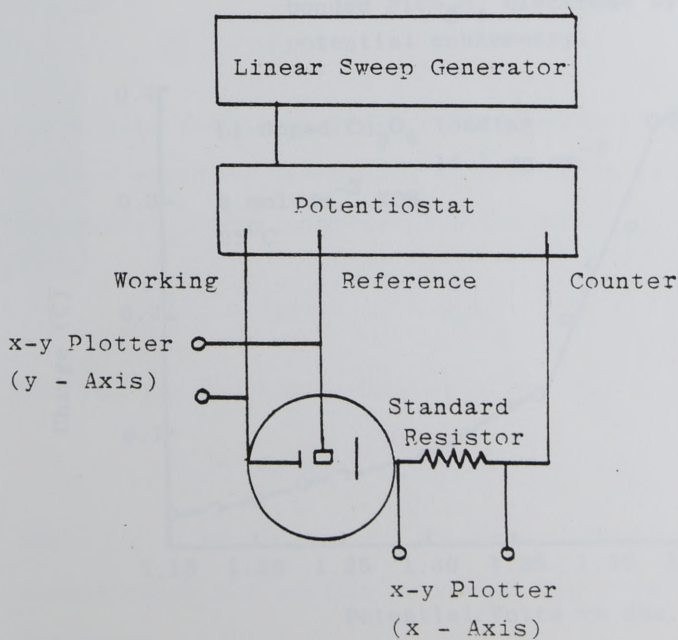 Linear Sweep Generator
Potentiostat
Working
Reference
Counter
x-y Plotter
(y - Axis)
Standard
Resistor
x-y Plotter
(x - Axis)